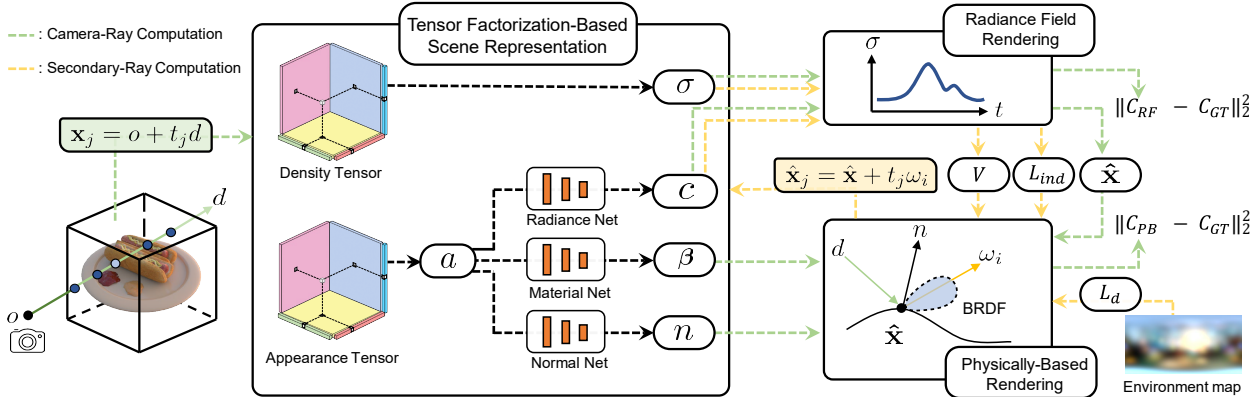 : Camera-Ray Computation
: Secondary-Ray Computation
x_j = o + t_j d
d
o
Tensor Factorization-Based
Scene Representation
Density Tensor
σ
Radiance Net
c
Appearance Tensor
a
Material Net
β
Normal Net
n
Radiance Field
Rendering
σ
t
‖C_RF - C_GT‖²₂
x̂_j = x̂ + t_j ω_i
V
L_ind
x̂
‖C_PB - C_GT‖²₂
d
n
ω_i
BRDF
x̂
L_d
Physically-Based
Rendering
Environment map